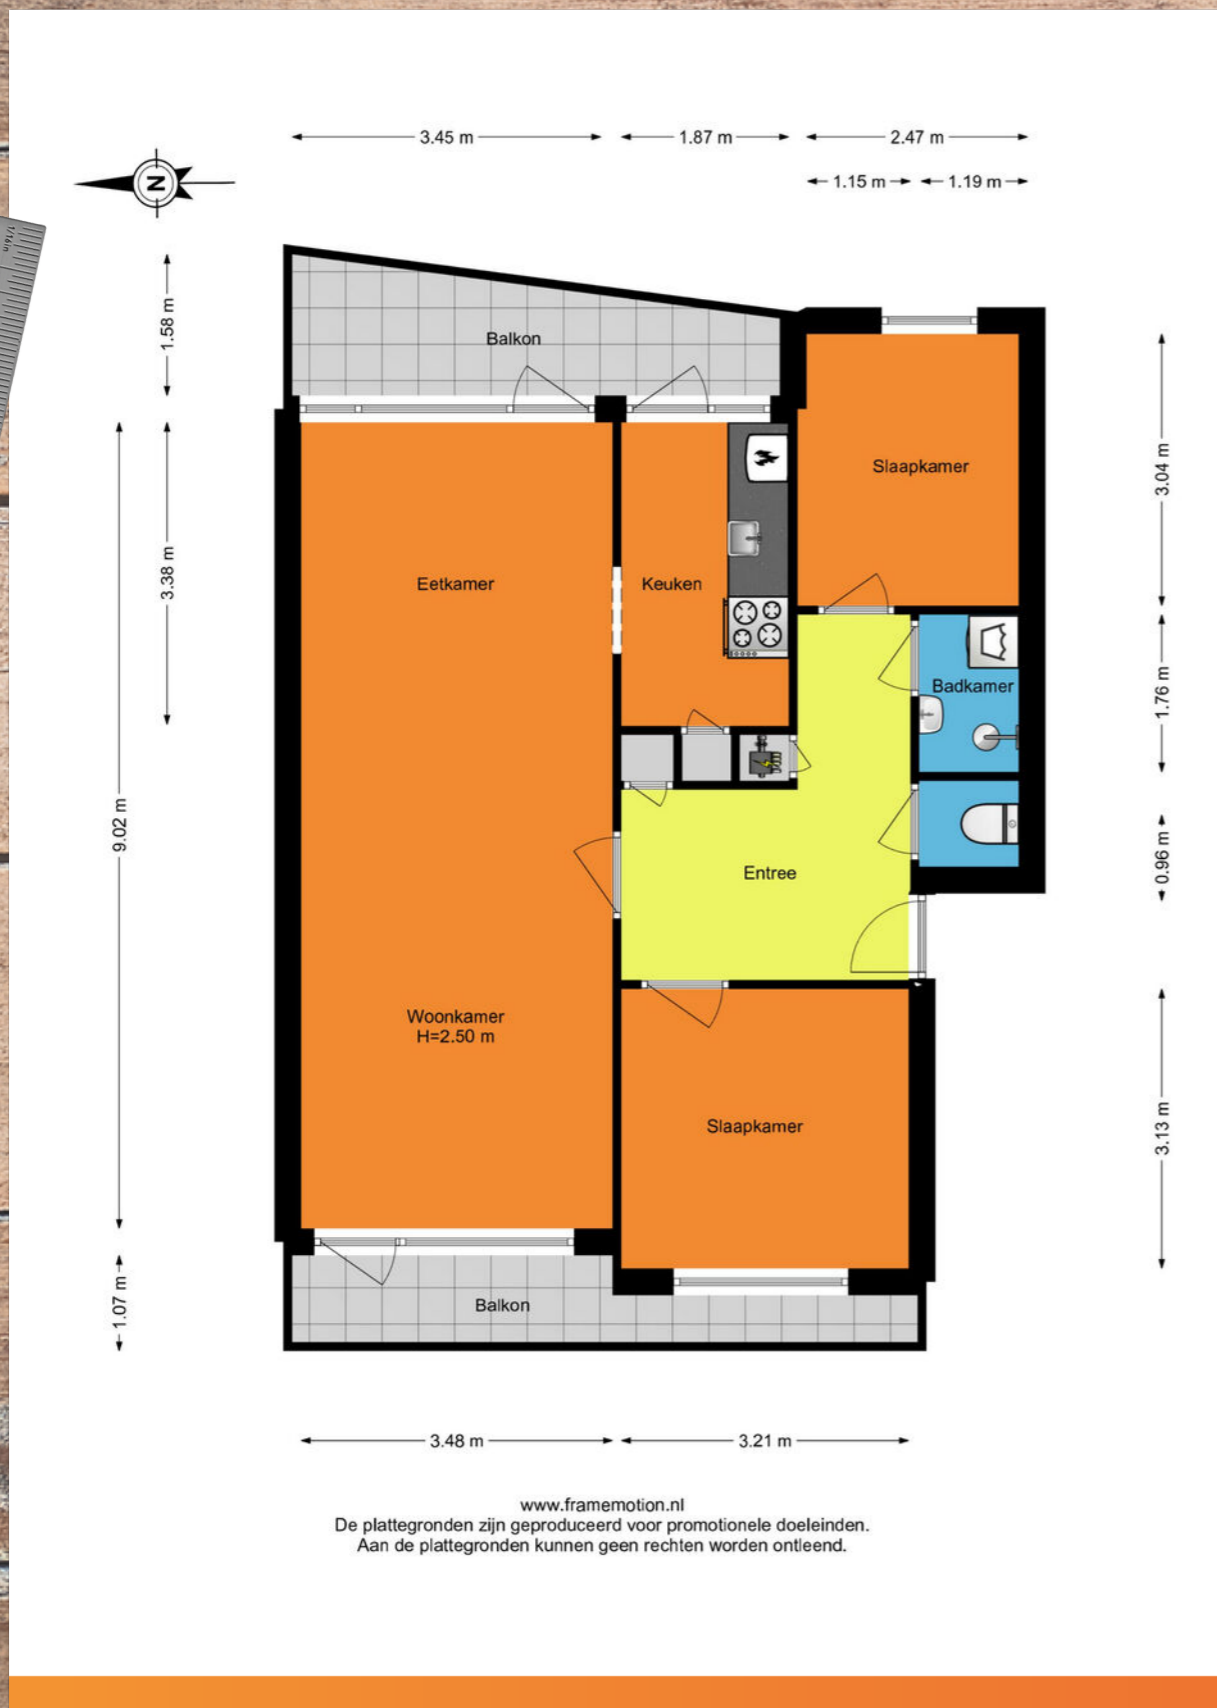 3.45 m
1.87 m
2.47 m
1.15 m
1.19 m
N
1/16in
1.58 m
Balkon
3.04 m
Slaapkamer
3.38 m
Eetkamer
Keuken
1.76 m
Badkamer
9.02 m
0.96 m
Entree
Woonkamer
H=2.50 m
Slaapkamer
3.13 m
1.07 m
Balkon
3.48 m
3.21 m
www.framemotion.nl
De plattegronden zijn geproduceerd voor promotionele doeleinden.
Aan de plattegronden kunnen geen rechten worden ontleend.